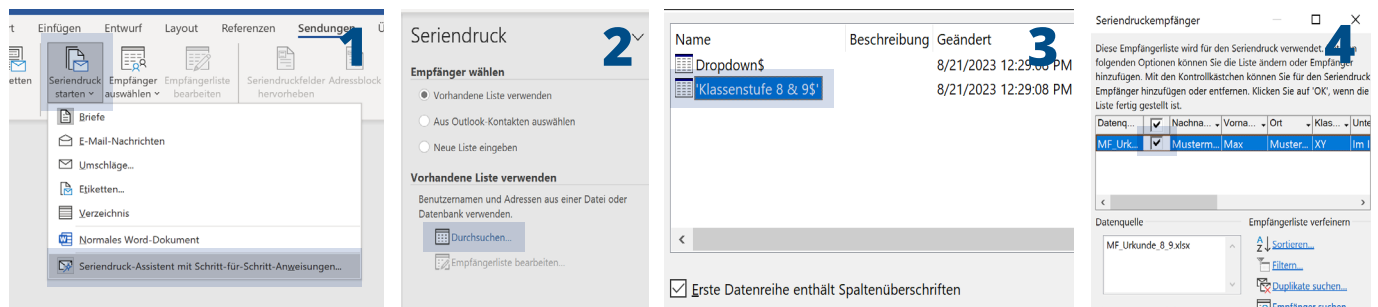 Einfügen Entwurf Layout Referenzen Sendungen
1
Seriendruck starten
Empfänger auswählen
Empfängerliste bearbeiten
Seriendruckfelder hervorheben
Adressblock
Briefe
E-Mail-Nachrichten
Umschläge...
Etiketten...
Verzeichnis
Normales Word-Dokument
Seriendruck-Assistent mit Schritt-für-Schritt-Anweisungen...
Seriendruck
2
Empfänger wählen
Vorhandene Liste verwenden
Aus Outlook-Kontakten auswählen
Neue Liste eingeben
Vorhandene Liste verwenden
Benutzernamen und Adressen aus einer Datei oder
Datenbank verwenden.
Durchsuchen...
Empfängerliste bearbeiten...
3
Name Beschreibung Geändert
Dropdown$ 8/21/2023 12:29:08 PM
'Klassenstufe 8 & 9$' 8/21/2023 12:29:08 PM
Erste Datenreihe enthält Spaltenüberschriften
Seriendruckempfänger
4
Diese Empfängerliste wird für den Seriendruck verwendet.
folgenden Optionen können Sie die Liste ändern oder Empfänger
hinzufügen. Mit den Kontrollkästchen können Sie für den Seriendruck
Empfänger hinzufügen oder entfernen. Klicken Sie auf 'OK', wenn die
Liste fertig gestellt ist.
Datenq... Nachna... Vorna... Ort Klas... Unte
MF_Urk... Musterm... Max Muster... XY Im
Datenquelle Empfängerliste verfeinern
MF_Urkunde_8_9.xlsx
Sortieren...
Filtern...
Duplikate suchen...
Empfänger suchen